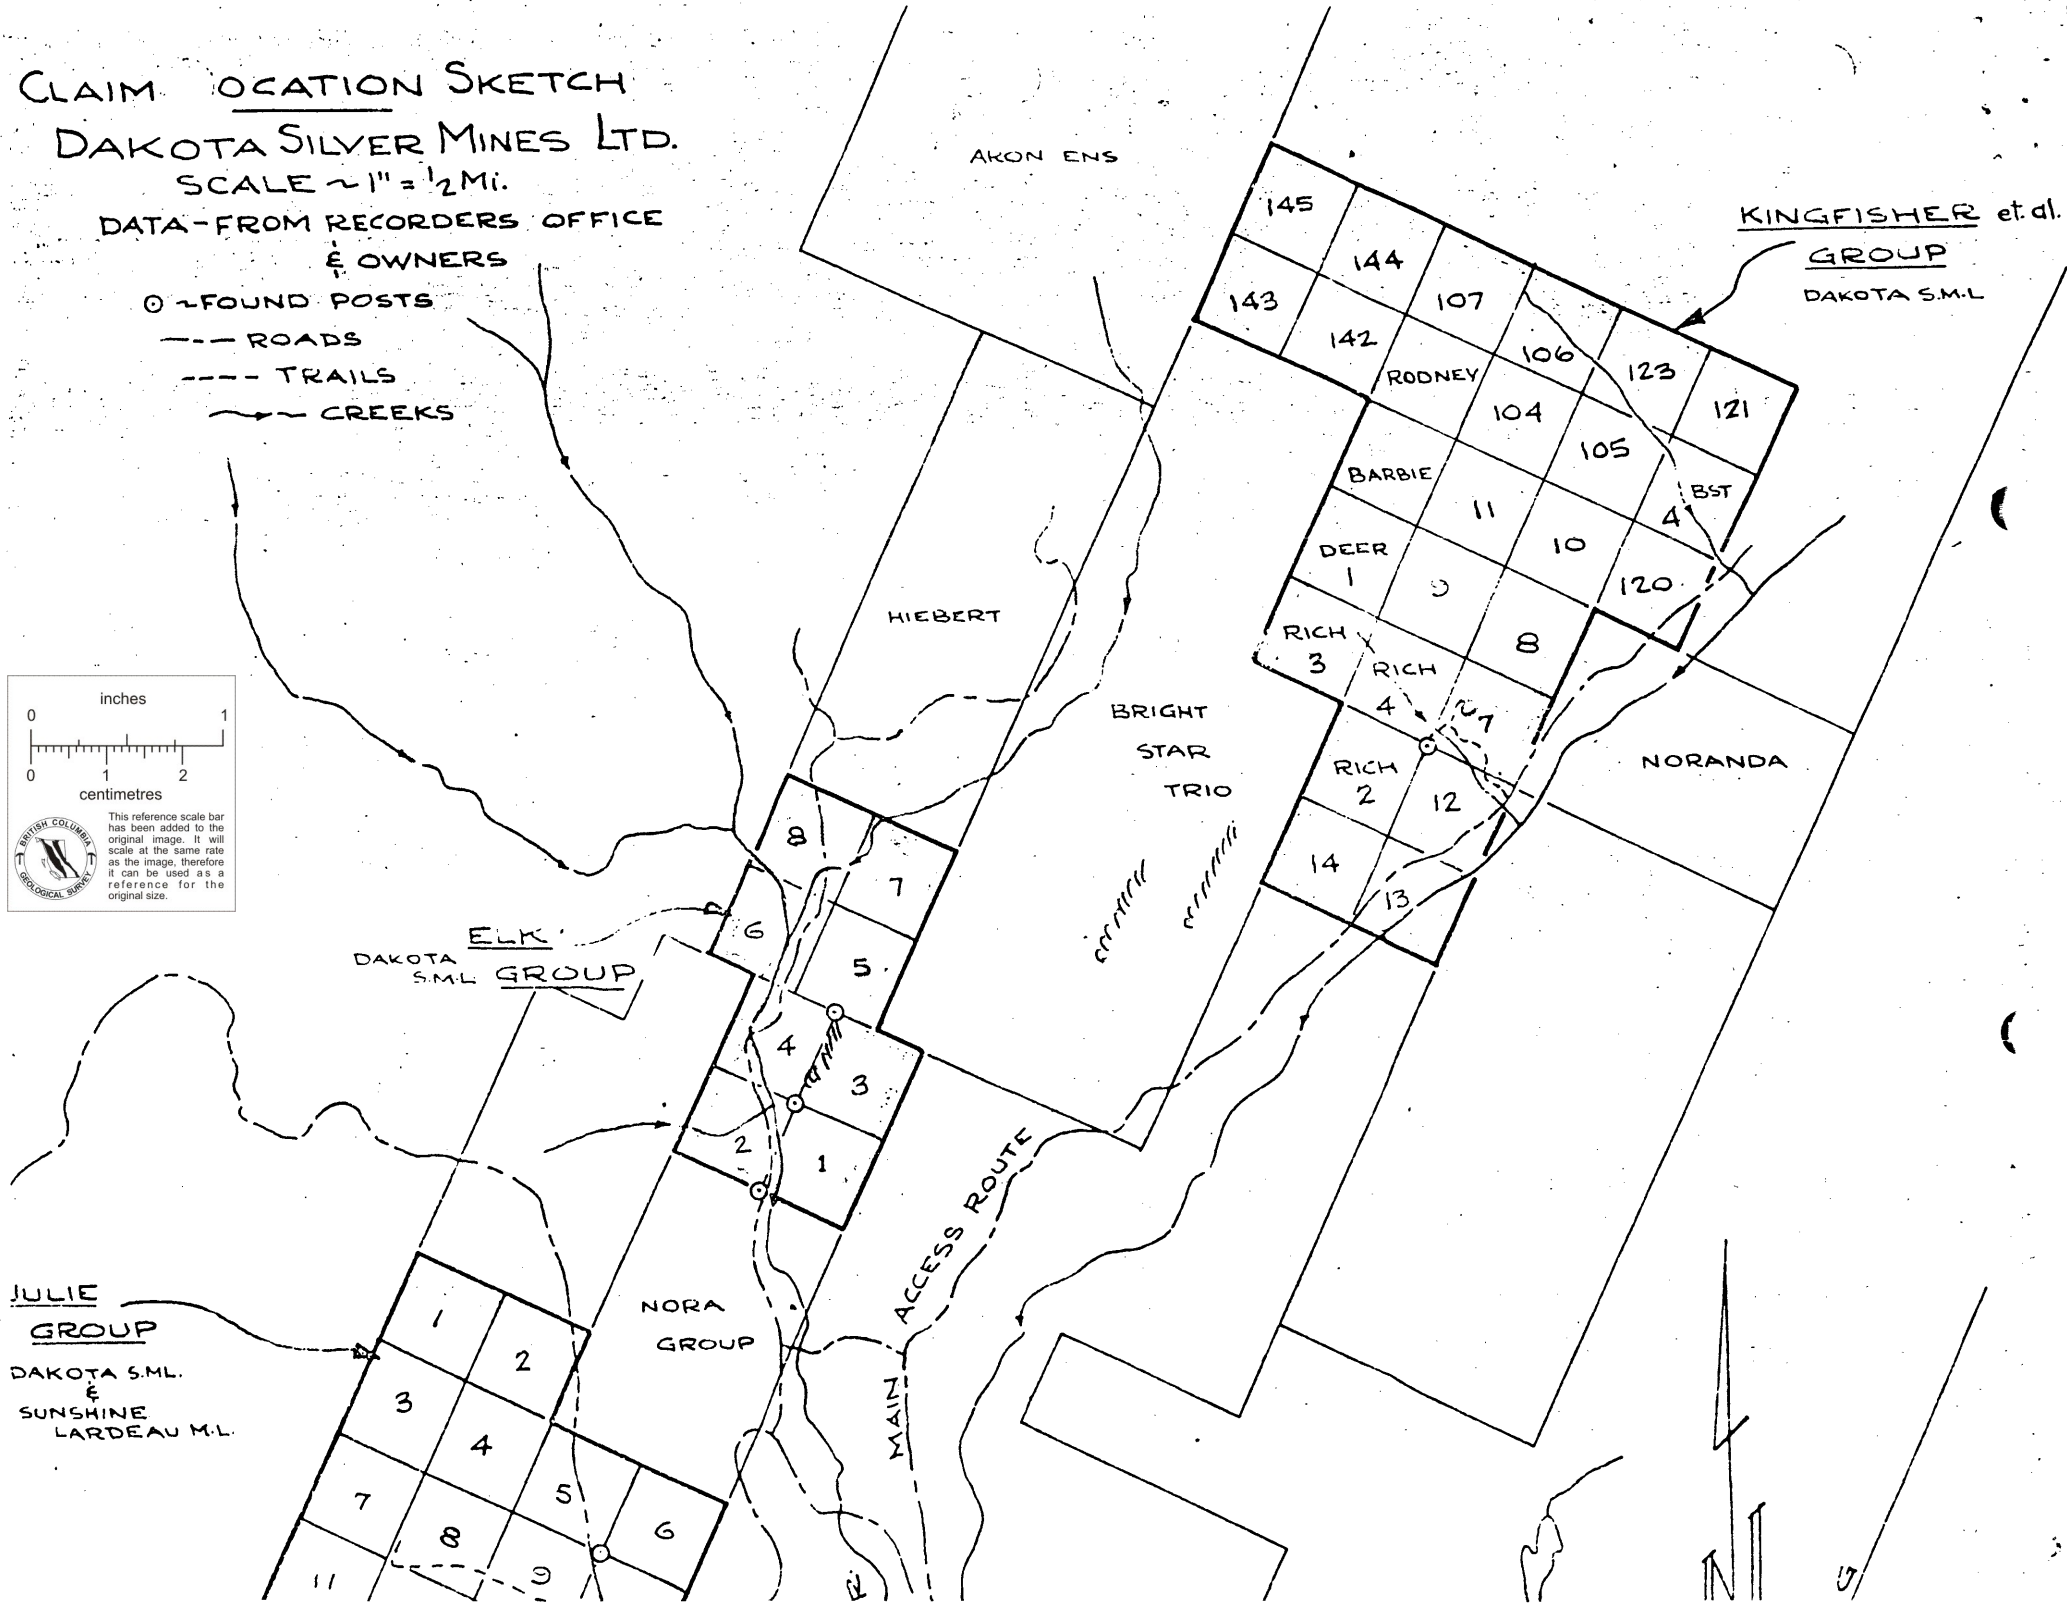 CLAIM OCATION SKETCH
DAKOTA SILVER MINES LTD.
SCALE ~ 1" = 1/2 Mi.
DATA-FROM RECORDERS OFFICE
& OWNERS
⊙ ~FOUND POSTS
—--— ROADS
---- TRAILS
~ CREEKS
AKON ENS
KINGFISHER et. al.
GROUP
DAKOTA S.M.L
145
144
143
107
142
106
123
RODNEY
121
104
105
BARBIE
BST
4
11
10
DEER
1
9
120
RICH
3
8
RICH
4
7
RICH
2
12
14
13
HIEBERT
BRIGHT
STAR
TRIO
NORANDA
inches
0 1
0 1 2
centimetres
BRITISH COLUMBIA
GEOLOGICAL SURVEY
This reference scale bar
has been added to the
original image. It will
scale at the same rate
as the image, therefore
it can be used as a
reference for the
original size.
ELK
DAKOTA
S.M.L GROUP
8
7
6
5
4
3
2
1
MAIN ACCESS ROUTE
NORA
GROUP
JULIE
GROUP
DAKOTA S.ML.
&
SUNSHINE
LARDEAU M.L.
1
2
3
4
5
6
7
8
9
11
R.
N